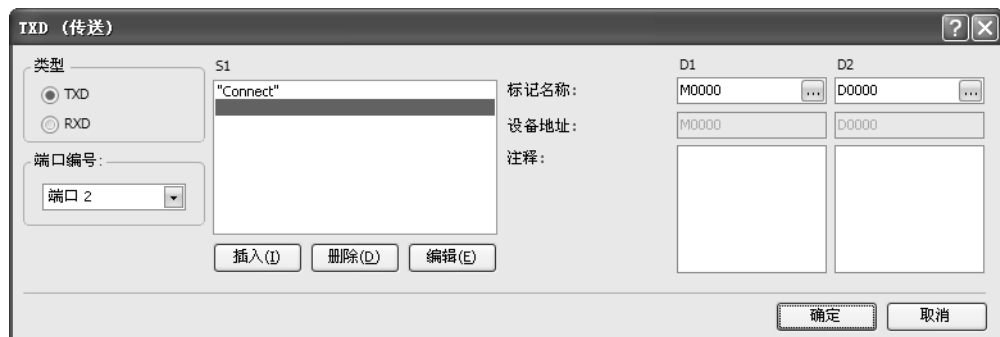 TXD (传送)
类型
TXD
RXD
端口编号:
端口 2
S1
"Connect"
插入(I)
删除(D)
编辑(E)
标记名称:
设备地址:
注释:
D1
D2
M0000
...
D0000
...
M0000
D0000
确定
取消